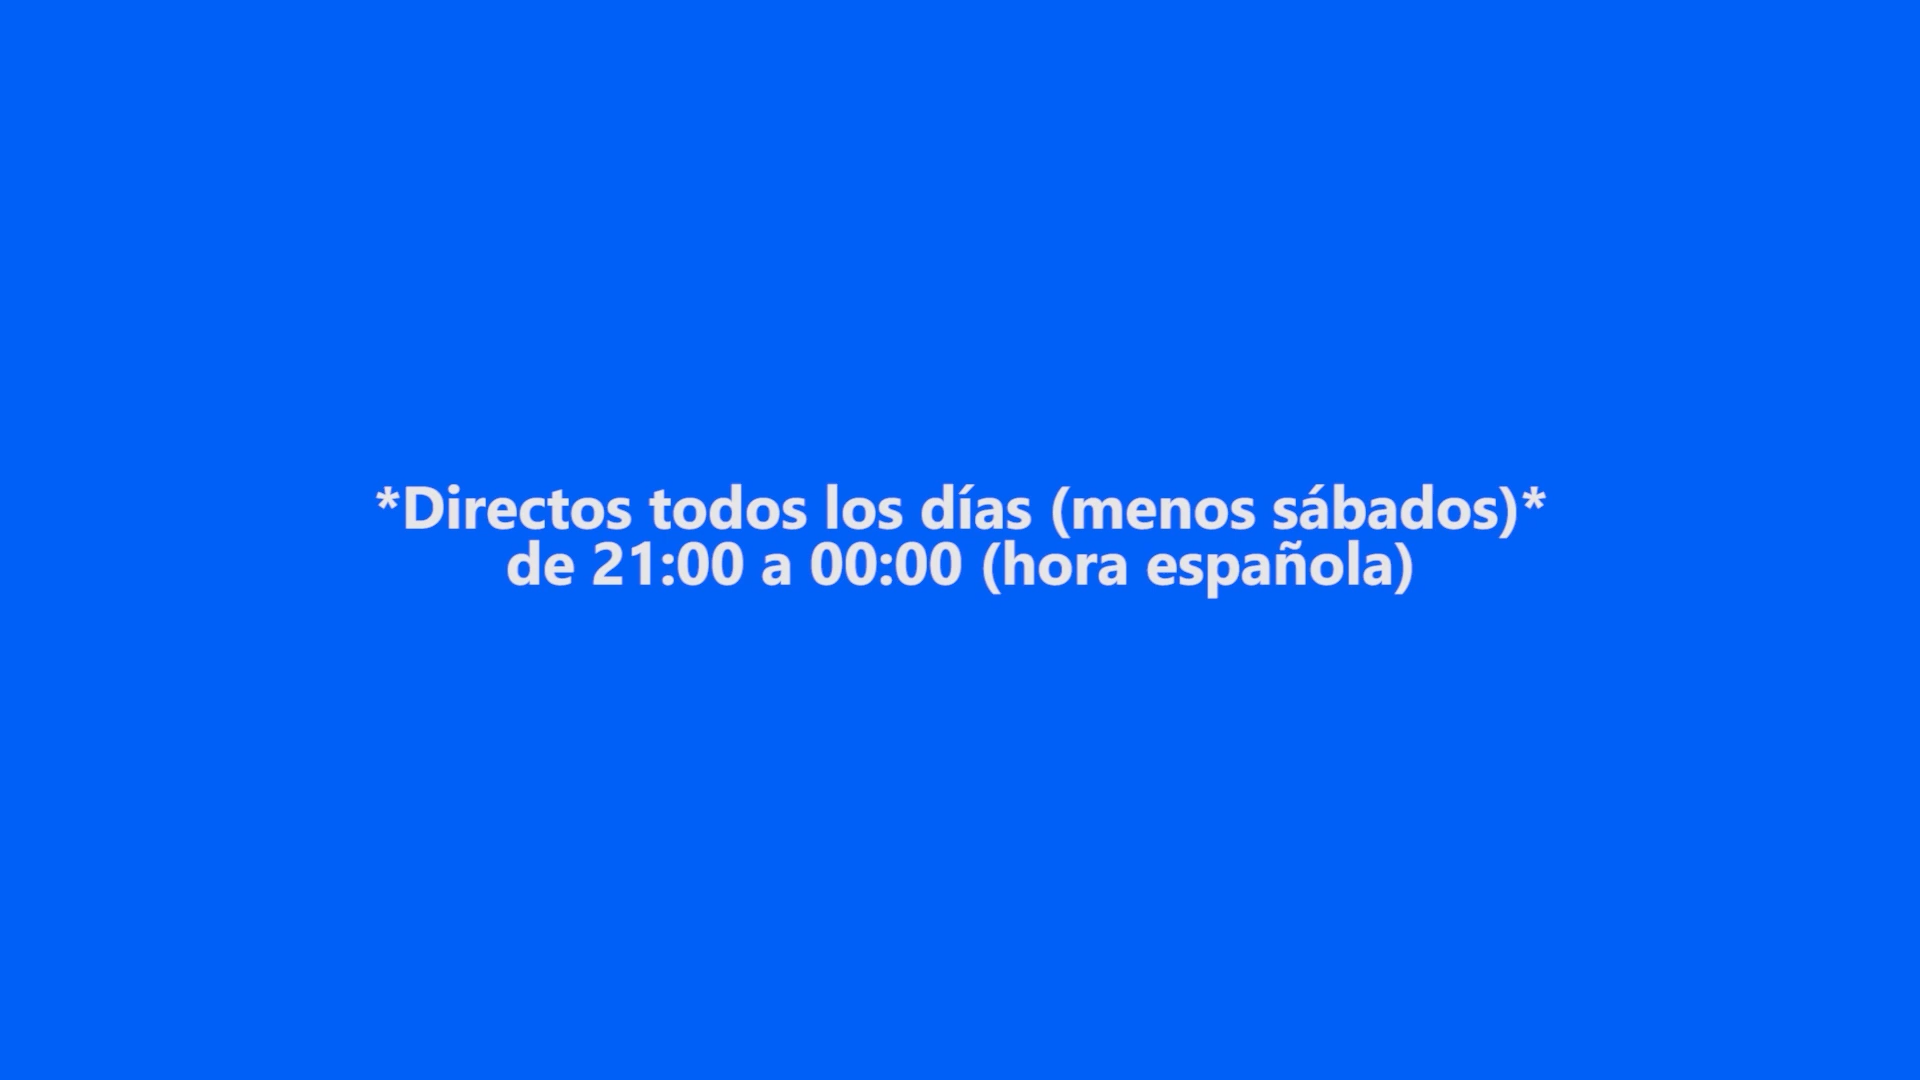 *Directos todos los días (menos sábados)*
de 21:00 a 00:00 (hora española)